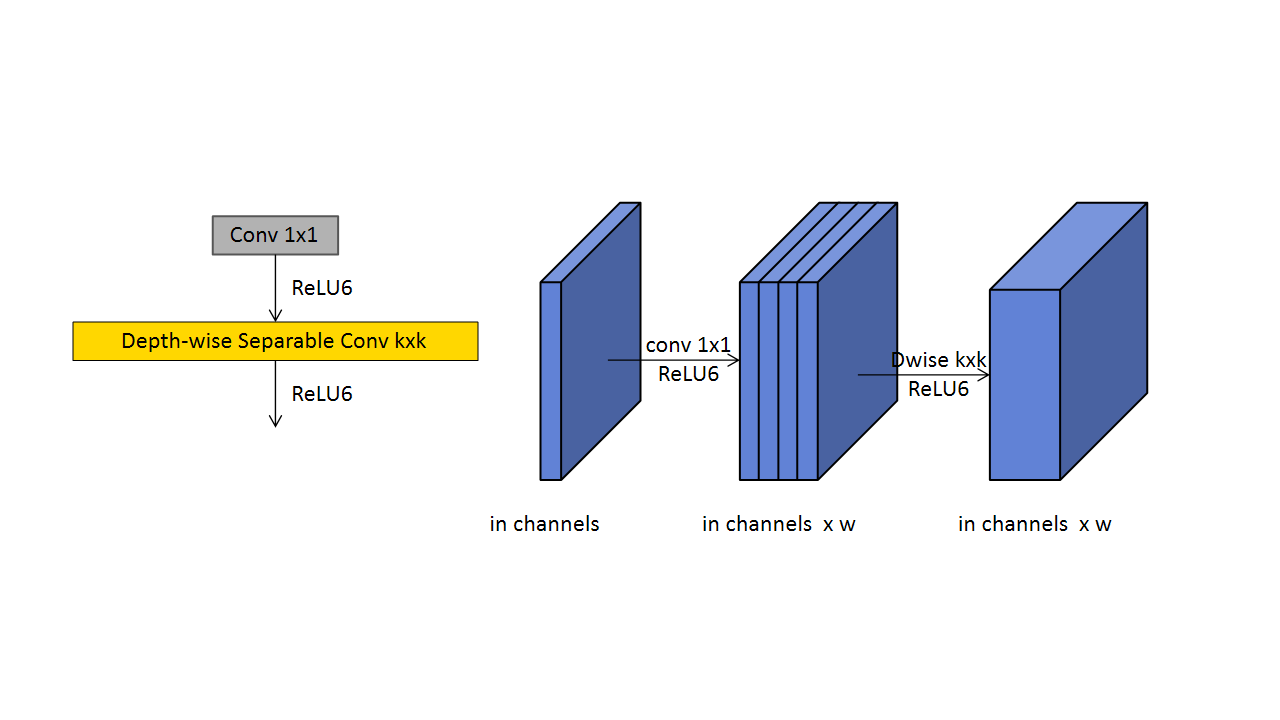 Conv 1x1
ReLU6
Depth-wise Separable Conv kxk
ReLU6
conv 1x1
ReLU6
Dwise kxk
ReLU6
in channels
in channels x w
in channels x w